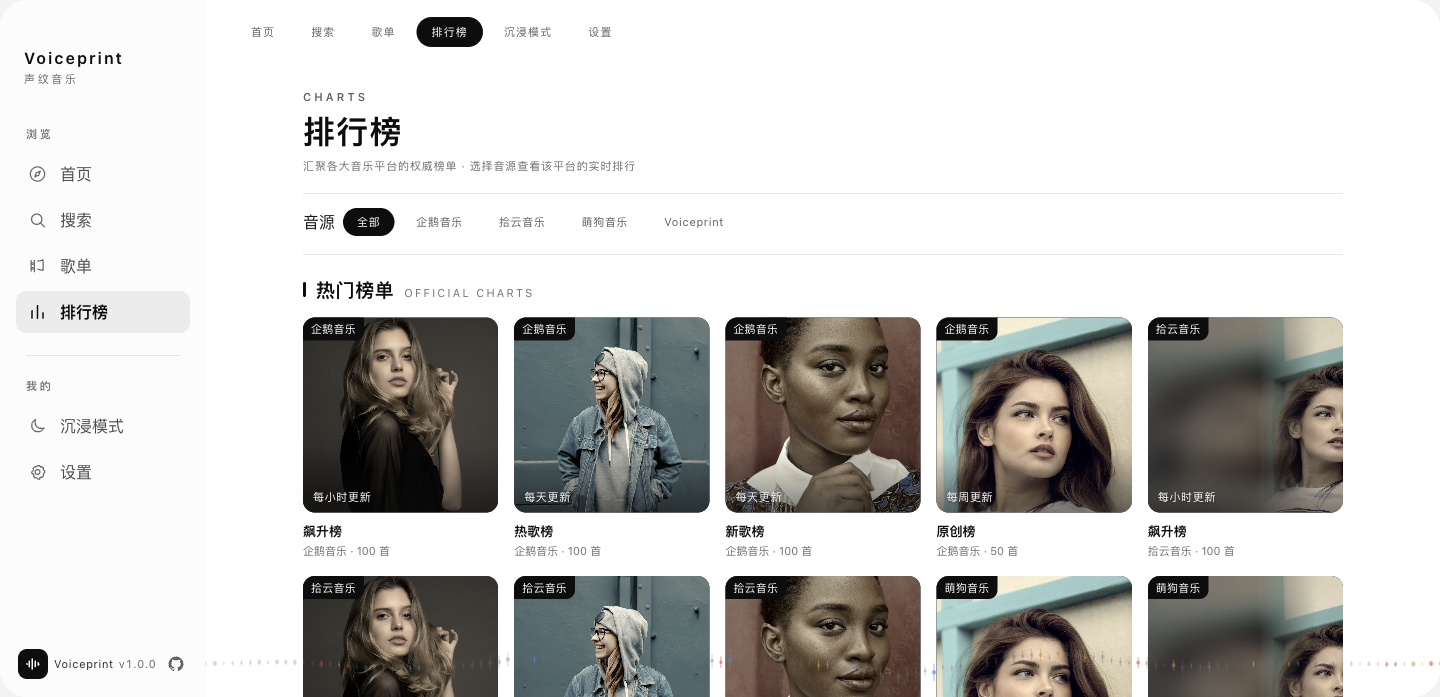 Voiceprint
声纹音乐
浏览
首页
搜索
歌单
排行榜
我的
沉浸模式
设置
Voiceprint v1.0.0
首页 搜索 歌单 排行榜 沉浸模式 设置
CHARTS
排行榜
汇聚各大音乐平台的权威榜单 · 选择音源查看该平台的实时排行
音源 全部 企鹅音乐 拾云音乐 萌狗音乐 Voiceprint
热门榜单 OFFICIAL CHARTS
企鹅音乐 企鹅音乐 企鹅音乐 企鹅音乐 拾云音乐
每小时更新 每天更新 每天更新 每周更新 每小时更新
飙升榜 热歌榜 新歌榜 原创榜 飙升榜
企鹅音乐 · 100 首 企鹅音乐 · 100 首 企鹅音乐 · 100 首 企鹅音乐 · 50 首 拾云音乐 · 100 首
拾云音乐 拾云音乐 拾云音乐 萌狗音乐 萌狗音乐